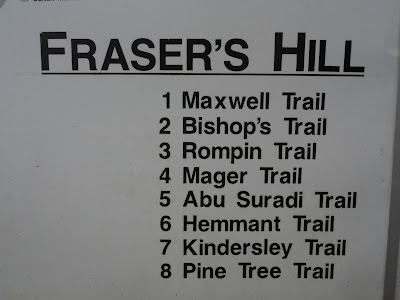 FRASER'S HILL
1 Maxwell Trail
2 Bishop's Trail
3 Rompin Trail
4 Mager Trail
5 Abu Suradi Trail
6 Hemmant Trail
7 Kindersley Trail
8 Pine Tree Trail